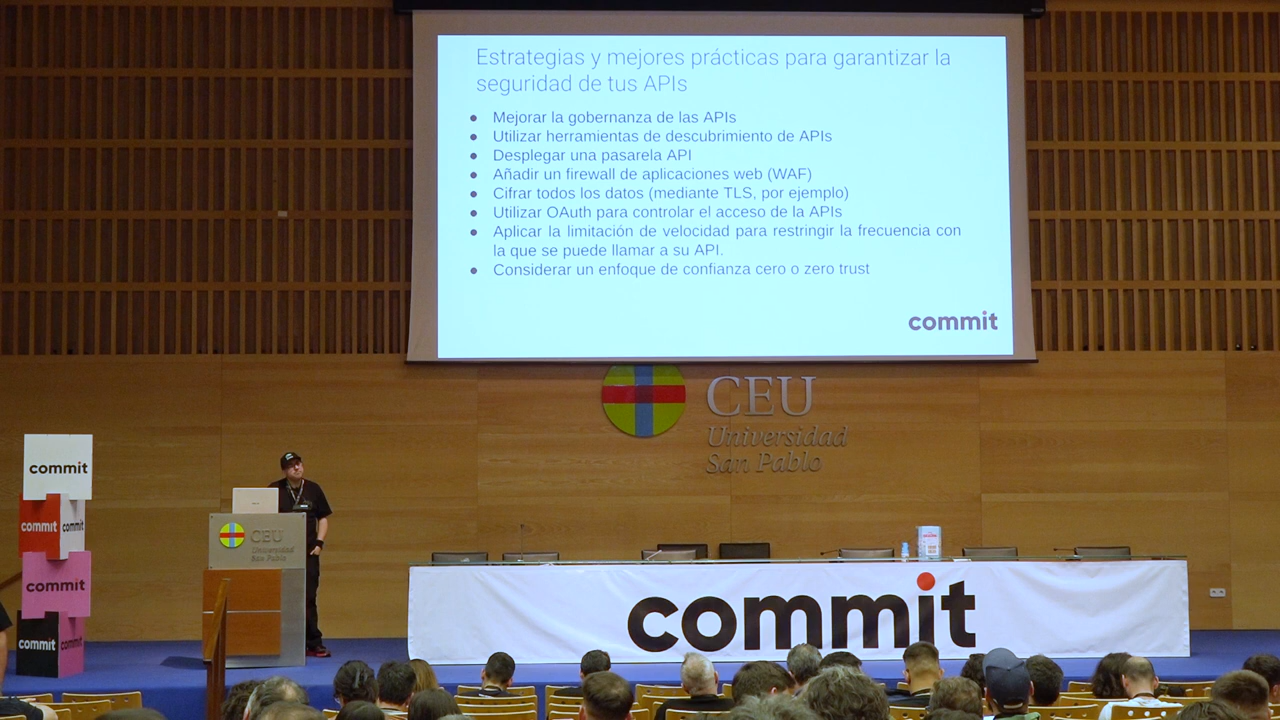 Estrategias y mejores prácticas para garantizar la
seguridad de tus APIs
● Mejorar la gobernanza de las APIs
● Utilizar herramientas de descubrimiento de APIs
● Desplegar una pasarela API
● Añadir un firewall de aplicaciones web (WAF)
● Cifrar todos los datos (mediante TLS, por ejemplo)
● Utilizar OAuth para controlar el acceso de la APIs
● Aplicar la limitación de velocidad para restringir la frecuencia con
la que se puede llamar a su API.
● Considerar un enfoque de confianza cero o zero trust
commit
CEU
Universidad
San Pablo
commit
commit commit
commit
commit commit
CEU
Universidad
San Pablo
commit